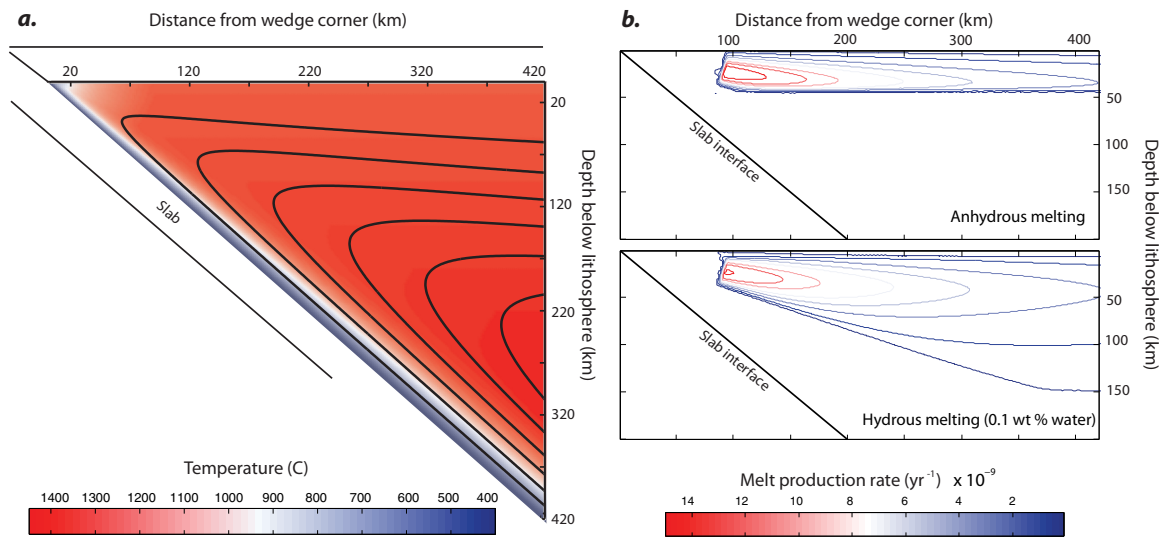 a.
Distance from wedge corner (km)
20 120 220 320 420
20
120
220
320
420
Depth below lithosphere (km)
Slab
Temperature (C)
1400 1300 1200 1100 1000 900 800 700 600 500 400
b.
Distance from wedge corner (km)
100 200 300 400
50
100
150
Slab interface
Anhydrous melting
Depth below lithosphere (km)
50
100
150
Slab interface
Hydrous melting (0.1 wt % water)
Melt production rate (yr⁻¹) x 10⁻⁹
14 12 10 8 6 4 2